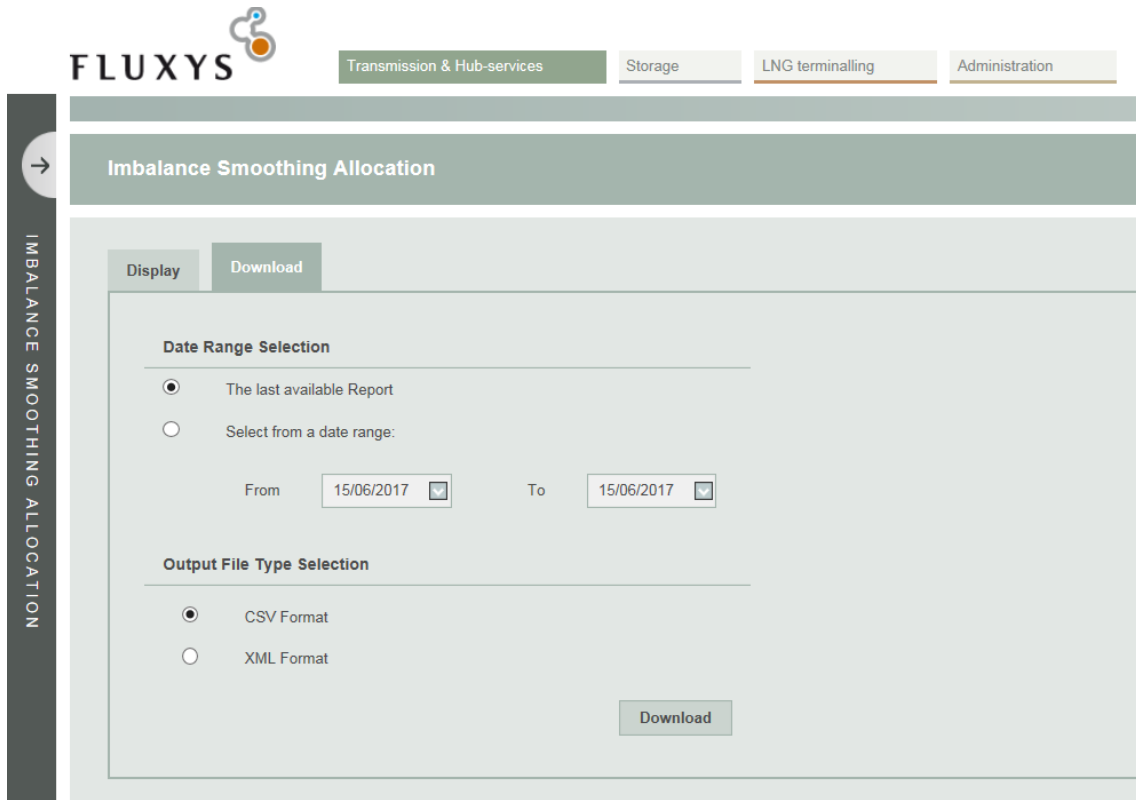 FLUXYS
Transmission & Hub-services Storage LNG terminalling Administration
Imbalance Smoothing Allocation
IMBALANCE SMOOTHING ALLOCATION
Display Download
Date Range Selection
The last available Report
Select from a date range:
From 15/06/2017 To 15/06/2017
Output File Type Selection
CSV Format
XML Format
Download